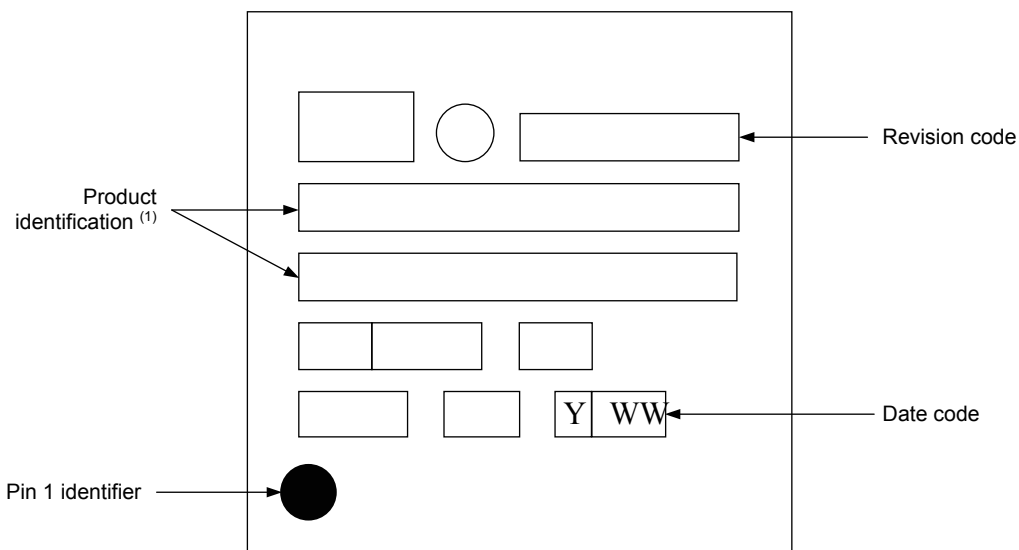 Revision code
Product
identification (1)
Y WW
Date code
Pin 1 identifier